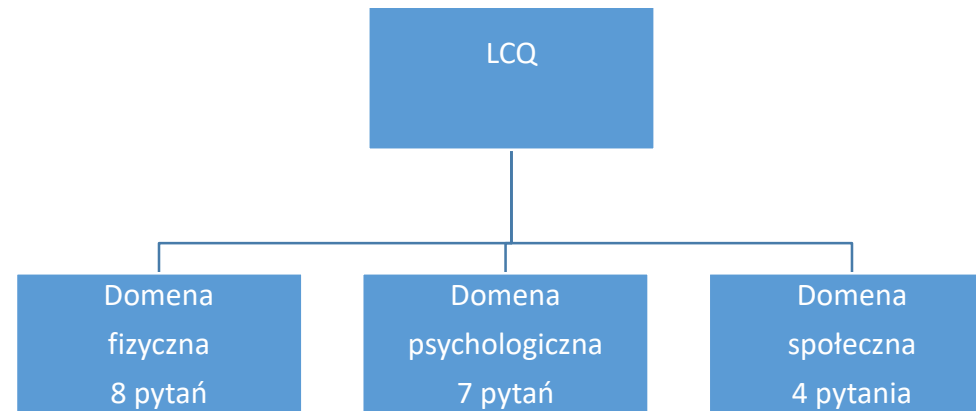 LCQ
Domena
fizyczna
8 pytań
Domena
psychologiczna
7 pytań
Domena
społeczna
4 pytania